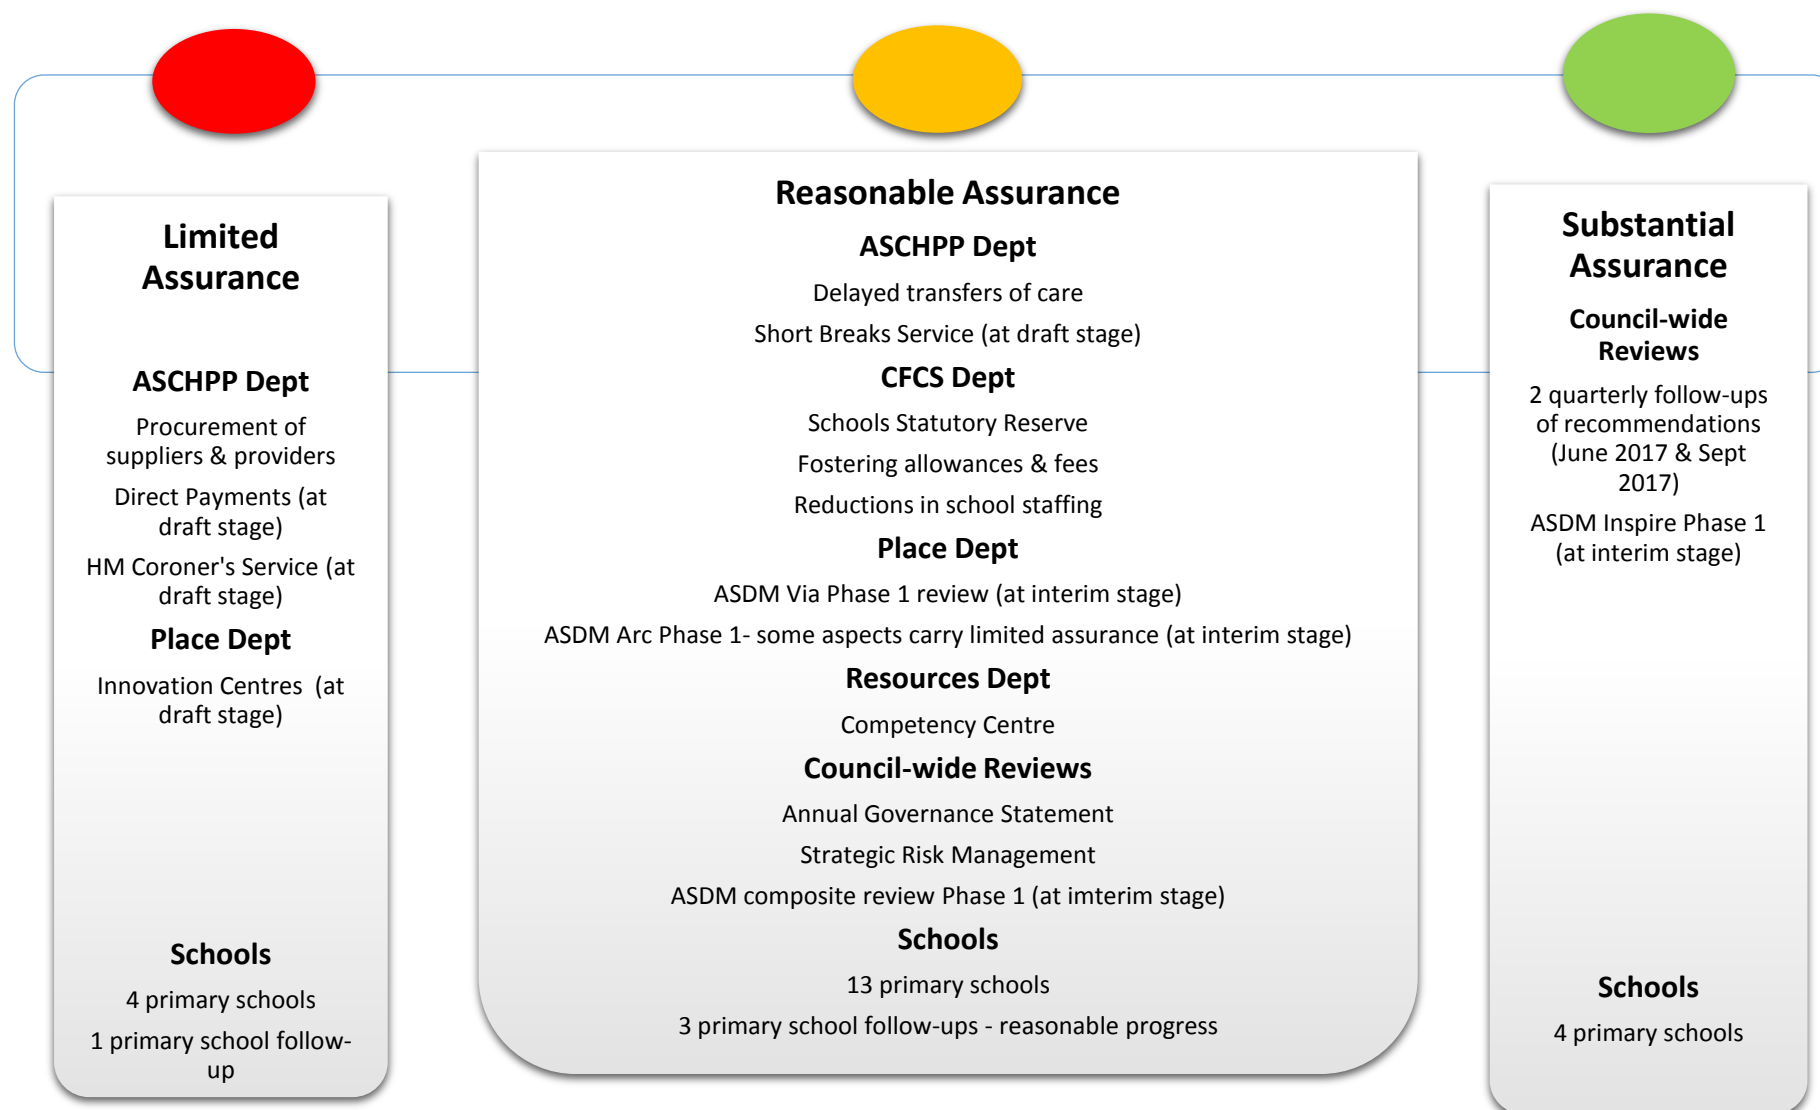 Limited
Assurance
ASCHPP Dept
Procurement of
suppliers & providers
Direct Payments (at
draft stage)
HM Coroner's Service (at
draft stage)
Place Dept
Innovation Centres  (at
draft stage)
Schools
4 primary schools
1 primary school follow-
up
Reasonable Assurance
ASCHPP Dept
Delayed transfers of care
Short Breaks Service (at draft stage)
CFCS Dept
Schools Statutory Reserve
Fostering allowances & fees
Reductions in school staffing
Place Dept
ASDM Via Phase 1 review (at interim stage)
ASDM Arc Phase 1- some aspects carry limited assurance (at interim stage)
Resources Dept
Competency Centre
Council-wide Reviews
Annual Governance Statement
Strategic Risk Management
ASDM composite review Phase 1 (at imterim stage)
Schools
13 primary schools
3 primary school follow-ups - reasonable progress
Substantial
Assurance
Council-wide
Reviews
2 quarterly follow-ups
of recommendations
(June 2017 & Sept
2017)
ASDM Inspire Phase 1
(at interim stage)
Schools
4 primary schools